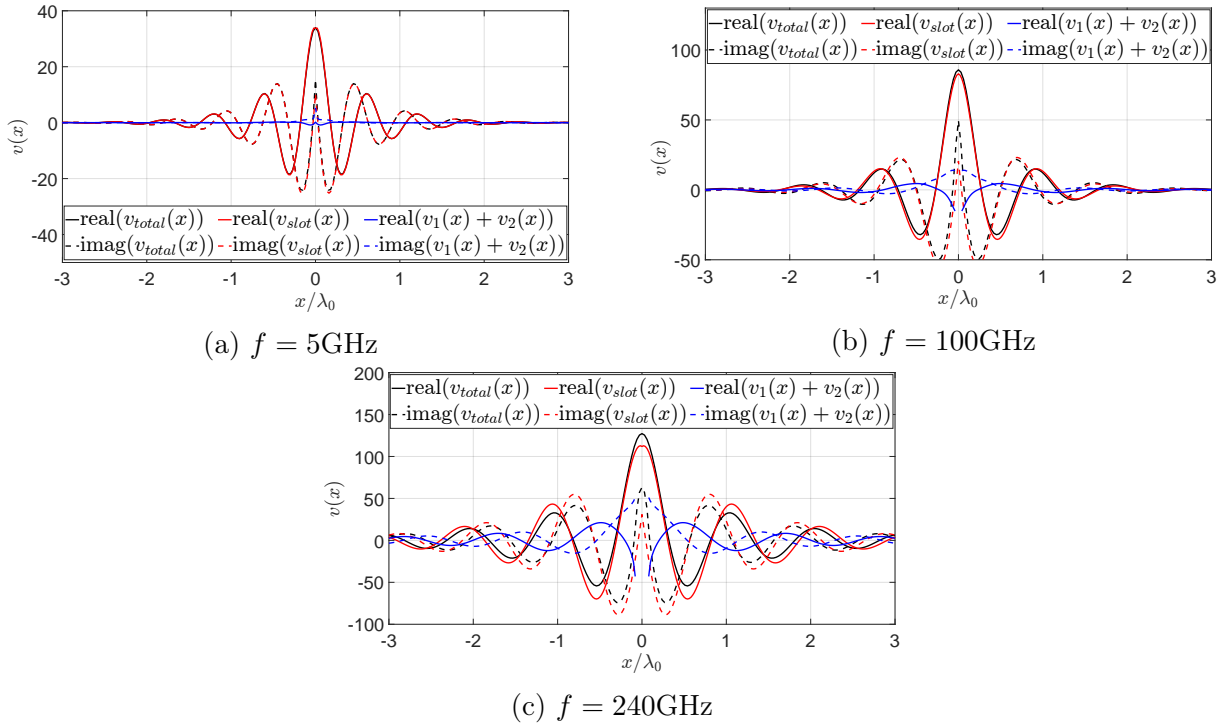 40
20
0
-20
-40
v(x)
real(v_total(x)) real(v_slot(x)) real(v_1(x) + v_2(x))
imag(v_total(x)) imag(v_slot(x)) imag(v_1(x) + v_2(x))
-3 -2 -1 0 1 2 3
x/λ_0
(a) f = 5GHz
real(v_total(x)) real(v_slot(x)) real(v_1(x) + v_2(x))
imag(v_total(x)) imag(v_slot(x)) imag(v_1(x) + v_2(x))
100
50
0
-50
v(x)
-3 -2 -1 0 1 2 3
x/λ_0
(b) f = 100GHz
200
real(v_total(x)) real(v_slot(x)) real(v_1(x) + v_2(x))
imag(v_total(x)) imag(v_slot(x)) imag(v_1(x) + v_2(x))
150
100
50
0
-50
-100
v(x)
-3 -2 -1 0 1 2 3
x/λ_0
(c) f = 240GHz